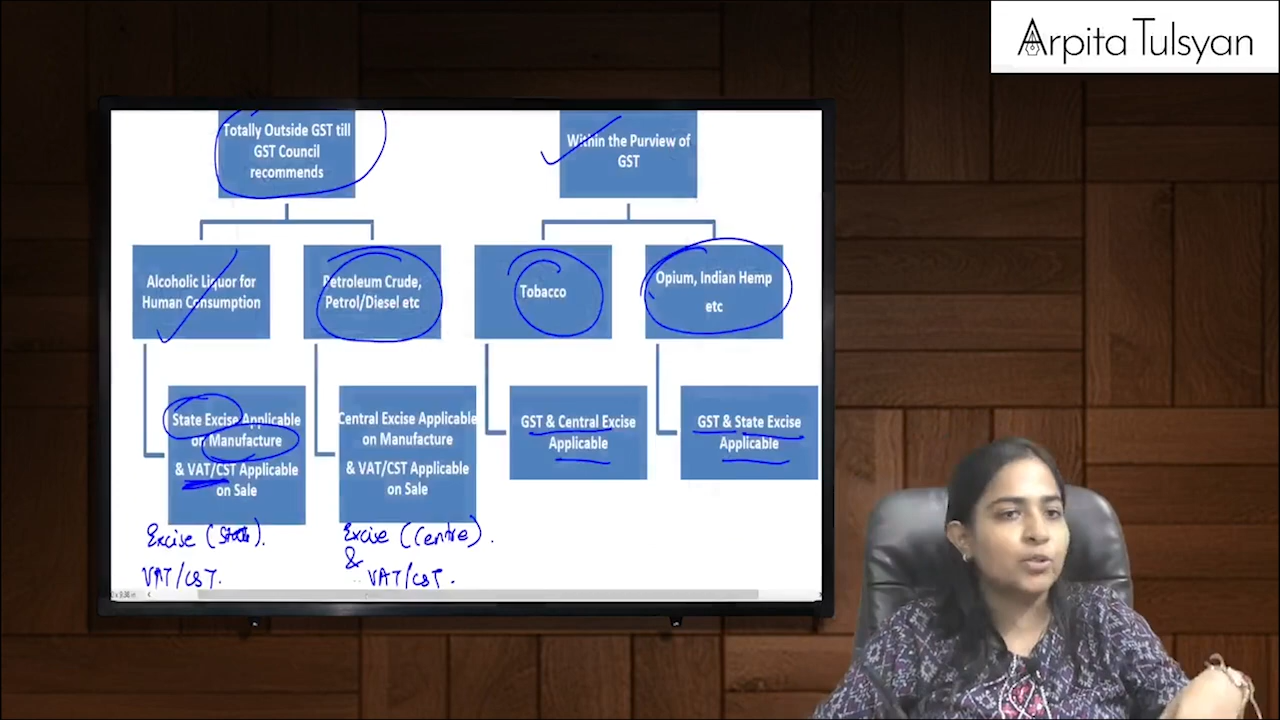 Arpita Tulsyan
Totally Outside GST till
GST Council
recommends
Within the Purview of
GST
Alcoholic Liquor for
Human Consumption
Petroleum Crude,
Petrol/Diesel etc
Tobacco
Opium, Indian Hemp
etc
State Excise Applicable
on Manufacture
& VAT/CST Applicable
on Sale
Central Excise Applicable
on Manufacture
& VAT/CST Applicable
on Sale
GST & Central Excise
Applicable
GST & State Excise
Applicable
Excise (State).
VAT/CST.
Excise (Centre).
&
VAT/CST.